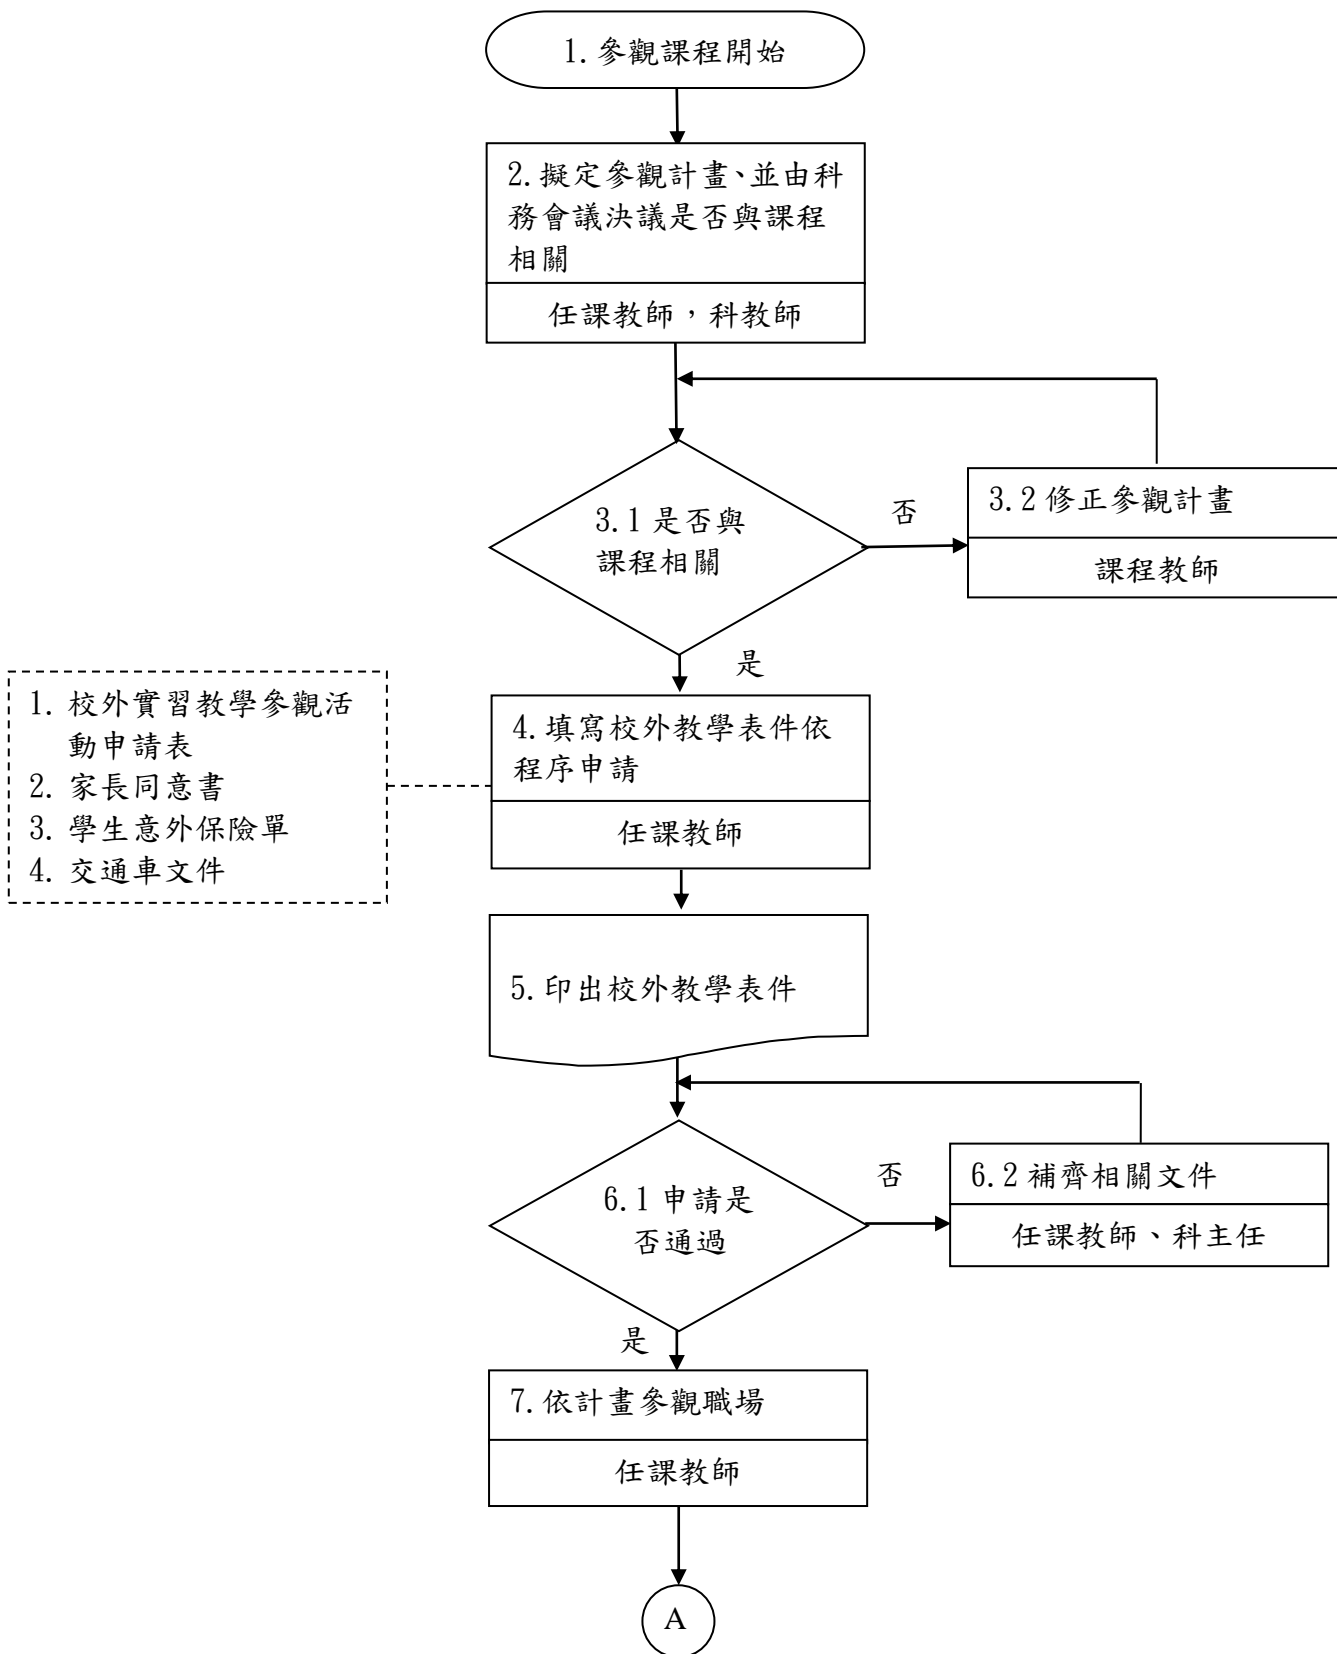 1.參觀課程開始
2.擬定參觀計畫、並由科
務會議決議是否與課程
相關
任課教師，科教師
3.1 是否與
課程相關
否
3.2 修正參觀計畫
課程教師
是
1. 校外實習教學參觀活
動申請表
2. 家長同意書
3. 學生意外保險單
4. 交通車文件
4.填寫校外教學表件依
程序申請
任課教師
5.印出校外教學表件
6.1 申請是
否通過
否
6.2 補齊相關文件
任課教師、科主任
是
7.依計畫參觀職場
任課教師
A